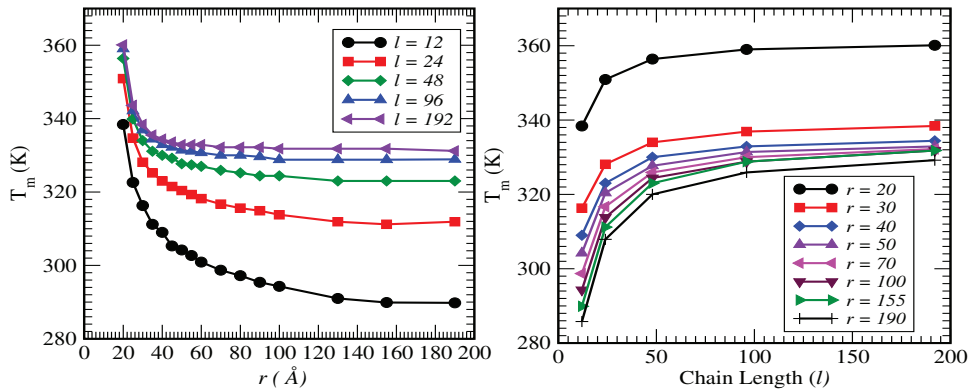 360
340
320
300
280
T_m (K)
0 20 40 60 80 100 120 140 160 180 200
r ( Å)
l = 12
l = 24
l = 48
l = 96
l = 192
360
340
320
300
280
T_m (K)
0 50 100 150 200
Chain Length (l)
r = 20
r = 30
r = 40
r = 50
r = 70
r = 100
r = 155
r = 190